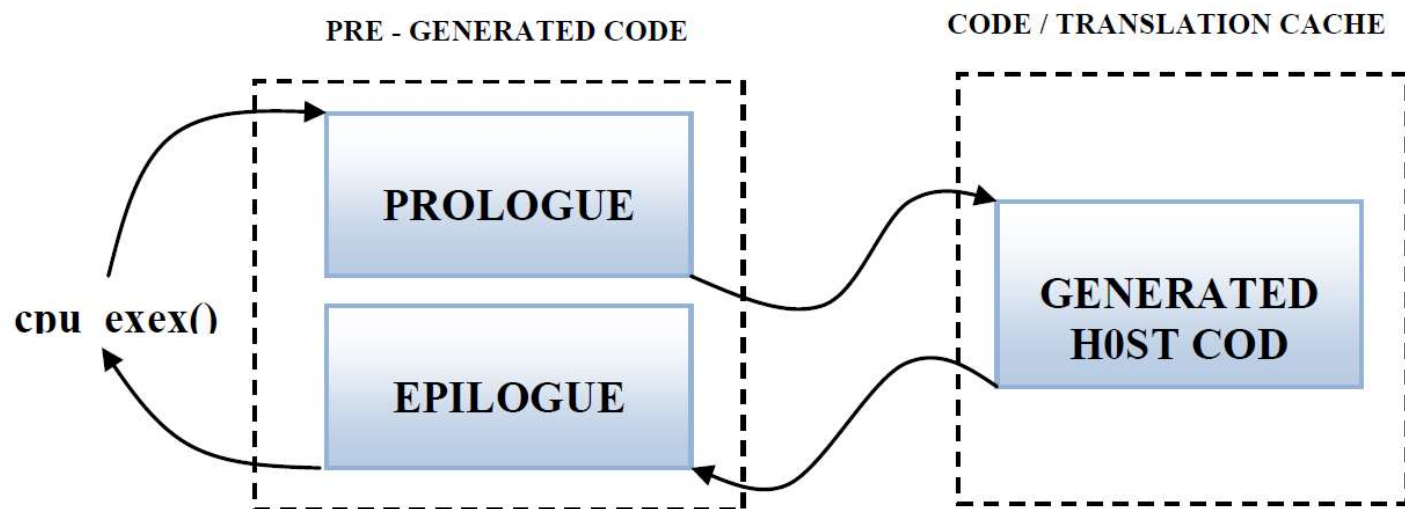 PRE - GENERATED CODE
CODE / TRANSLATION CACHE
PROLOGUE
cpu exex()
GENERATED
H0ST COD
EPILOGUE